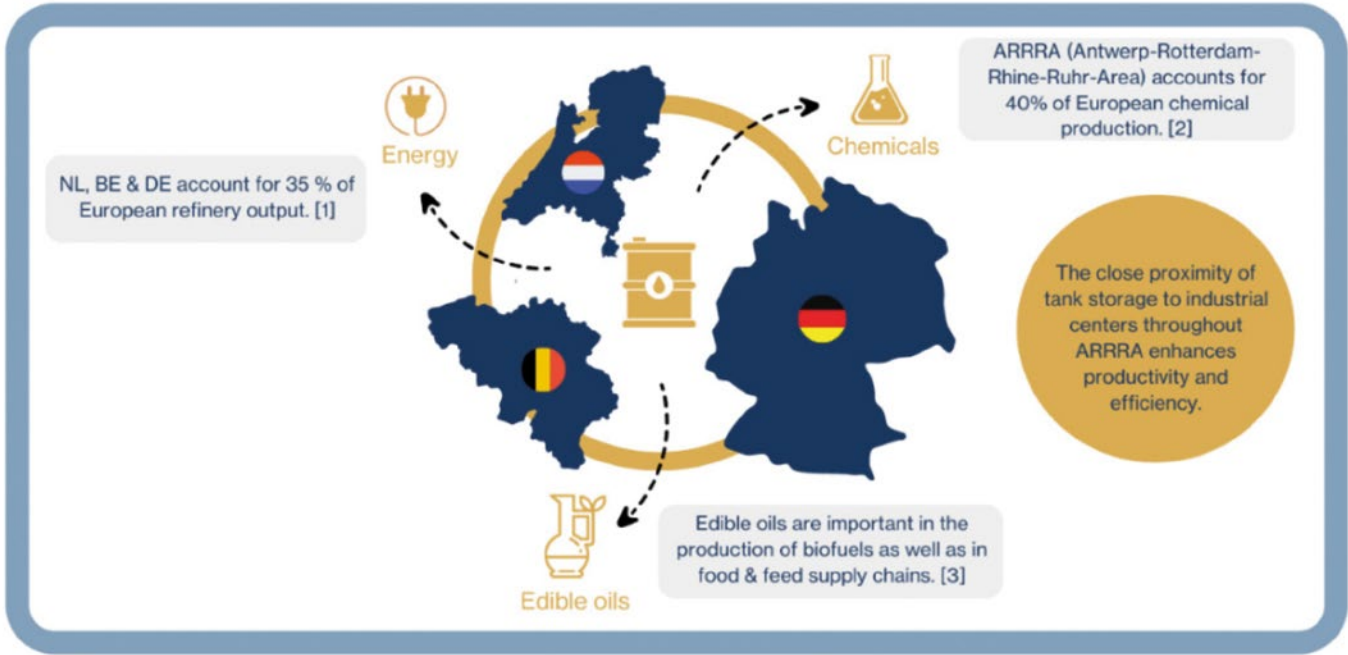 Energy
NL, BE & DE account for 35 % of
European refinery output. [1]
Chemicals
ARRRA (Antwerp-Rotterdam-
Rhine-Ruhr-Area) accounts for
40% of European chemical
production. [2]
The close proximity of
tank storage to industrial
centers throughout
ARRRA enhances
productivity and
efficiency.
Edible oils
Edible oils are important in the
production of biofuels as well as in
food & feed supply chains. [3]